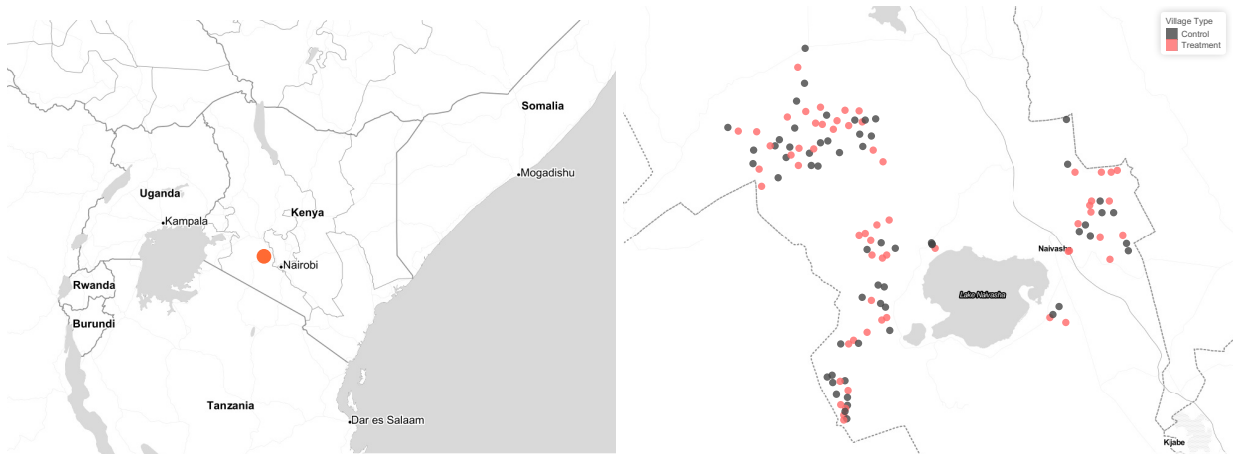 Somalia
Mogadishu
Uganda
Kampala
Kenya
Nairobi
Rwanda
Burundi
Tanzania
Dar es Salaam
Village Type
Control
Treatment
Naivasha
Lake Naivasha
Kijabe